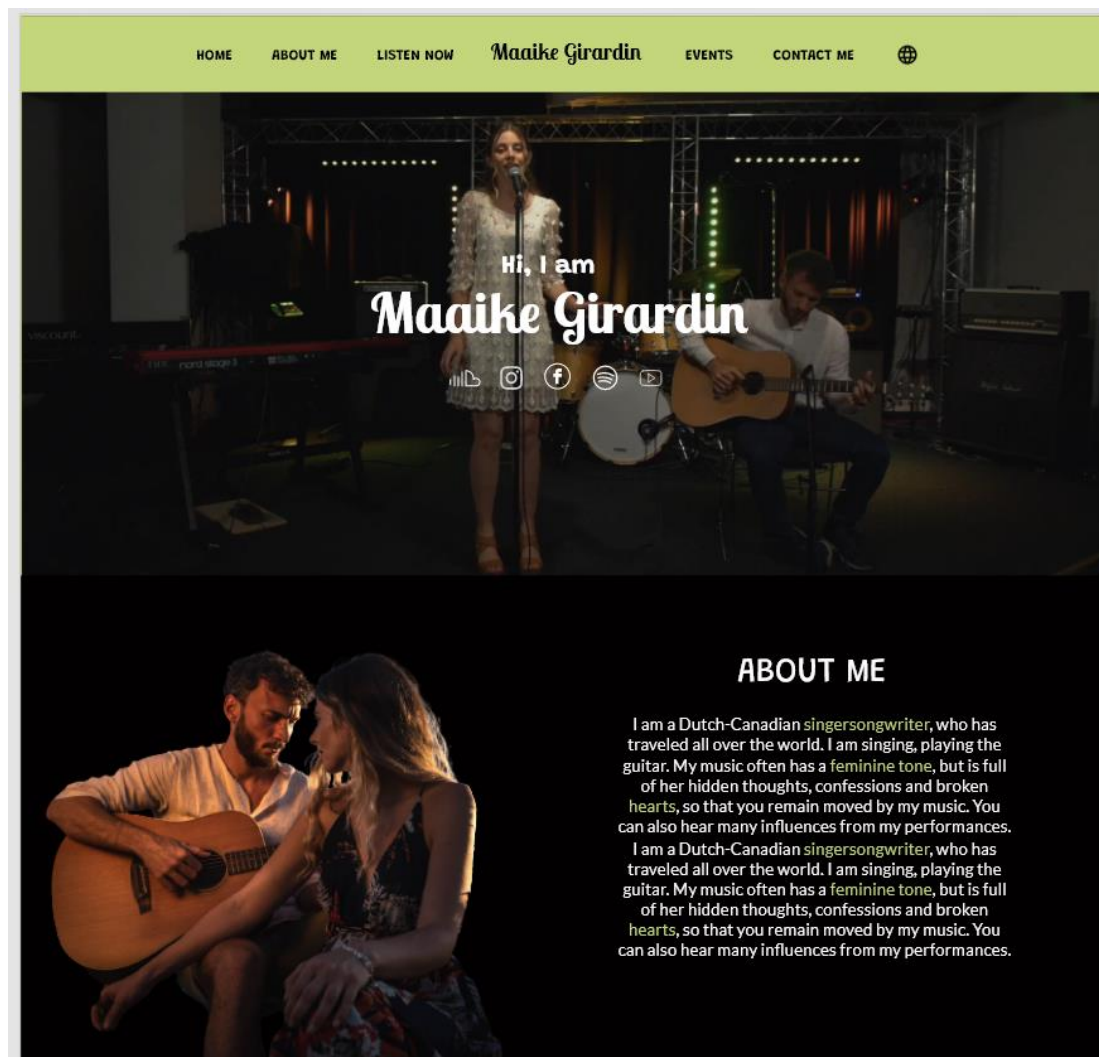 HOME ABOUT ME LISTEN NOW Maaike Girardin EVENTS CONTACT ME
Hi, I am
Maaike Girardin
viscount
nord stage 3
ABOUT ME
I am a Dutch-Canadian singersongwriter, who has
traveled all over the world. I am singing, playing the
guitar. My music often has a feminine tone, but is full
of her hidden thoughts, confessions and broken
hearts, so that you remain moved by my music. You
can also hear many influences from my performances.
I am a Dutch-Canadian singersongwriter, who has
traveled all over the world. I am singing, playing the
guitar. My music often has a feminine tone, but is full
of her hidden thoughts, confessions and broken
hearts, so that you remain moved by my music. You
can also hear many influences from my performances.